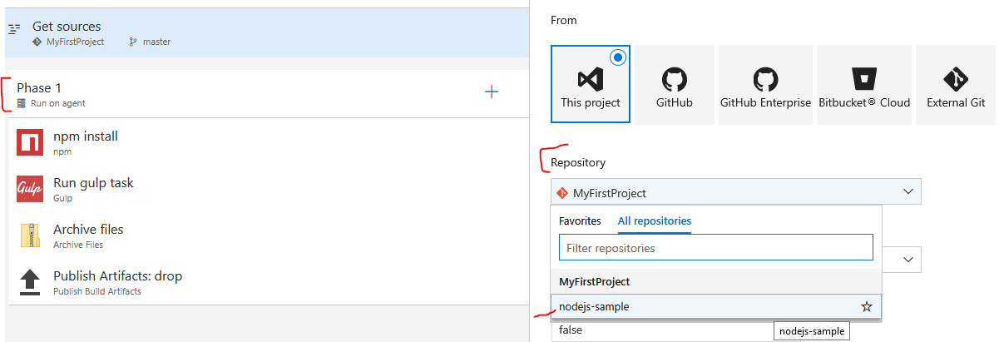 Get sources
MyFirstProject master
Phase 1
Run on agent
npm install
npm
Gulp
Run gulp task
Gulp
Archive files
Archive Files
Publish Artifacts: drop
Publish Build Artifacts
From
This project
GitHub
GitHub Enterprise
Bitbucket® Cloud
External Git
Repository
MyFirstProject
Favorites All repositories
Filter repositories
MyFirstProject
nodejs-sample
nodejs-sample
false